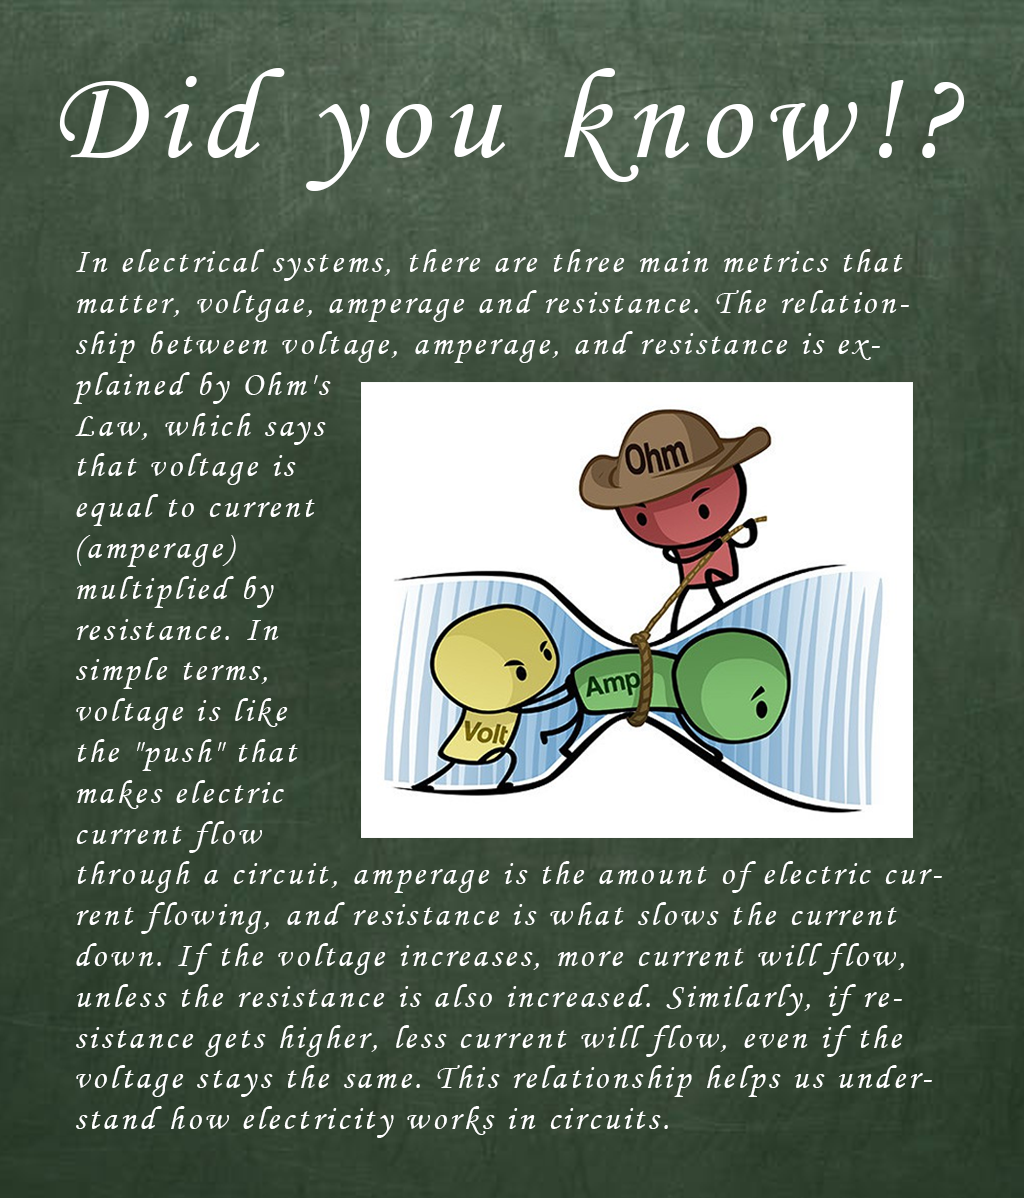 Did you know!?
In electrical systems, there are three main metrics that
matter, voltgae, amperage and resistance. The relation-
ship between voltage, amperage, and resistance is ex-
plained by Ohm's
Law, which says
that voltage is
equal to current
(amperage)
multiplied by
resistance. In
simple terms,
voltage is like
the "push" that
makes electric
current flow
Ohm
Amp
Volt
through a circuit, amperage is the amount of electric cur-
rent flowing, and resistance is what slows the current
down. If the voltage increases, more current will flow,
unless the resistance is also increased. Similarly, if re-
sistance gets higher, less current will flow, even if the
voltage stays the same. This relationship helps us under-
stand how electricity works in circuits.